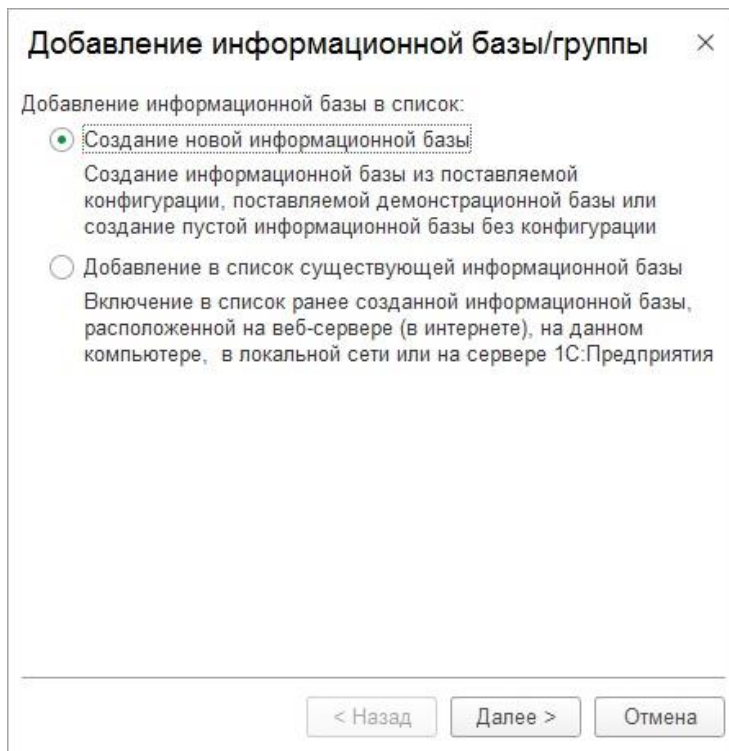 Добавление информационной базы/группы
Добавление информационной базы в список:
Создание новой информационной базы
Создание информационной базы из поставляемой
конфигурации, поставляемой демонстрационной базы или
создание пустой информационной базы без конфигурации
Добавление в список существующей информационной базы
Включение в список ранее созданной информационной базы,
расположенной на веб-сервере (в интернете), на данном
компьютере, в локальной сети или на сервере 1С:Предприятия
< Назад
Далее >
Отмена